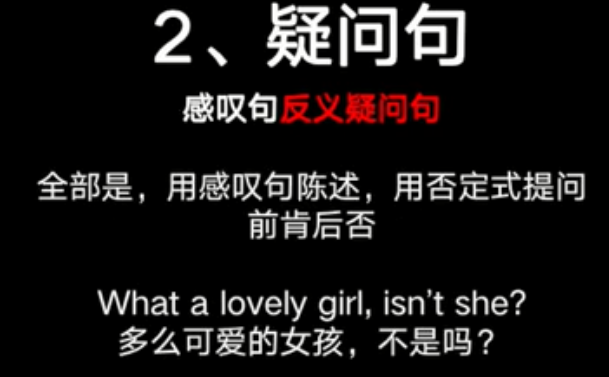 2、疑问句
感叹句反义疑问句
全部是，用感叹句陈述，用否定式提问
前肯后否
What a lovely girl, isn't she?
多么可爱的女孩，不是吗？